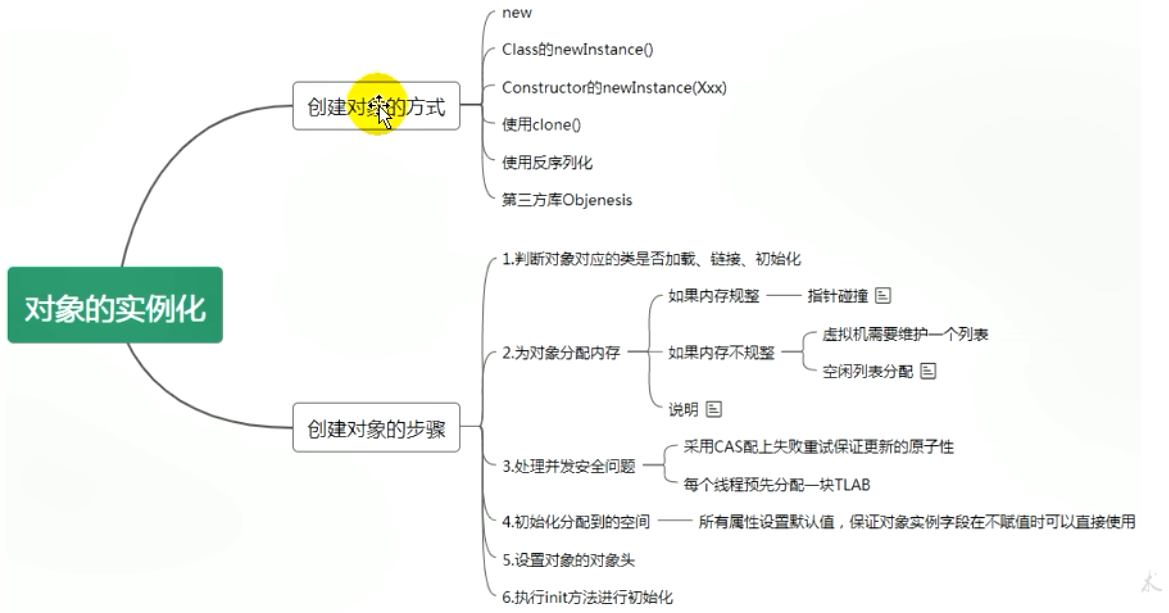 对象的实例化
创建对象的方式
new
Class的newInstance()
Constructor的newInstance(Xxx)
使用clone()
使用反序列化
第三方库Objenesis
创建对象的步骤
1.判断对象对应的类是否加载、链接、初始化
2.为对象分配内存
如果内存规整
指针碰撞
如果内存不规整
虚拟机需要维护一个列表
空闲列表分配
说明
3.处理并发安全问题
采用CAS配上失败重试保证更新的原子性
每个线程预先分配一块TLAB
4.初始化分配到的空间
所有属性设置默认值，保证对象实例字段在不赋值时可以直接使用
5.设置对象的对象头
6.执行init方法进行初始化